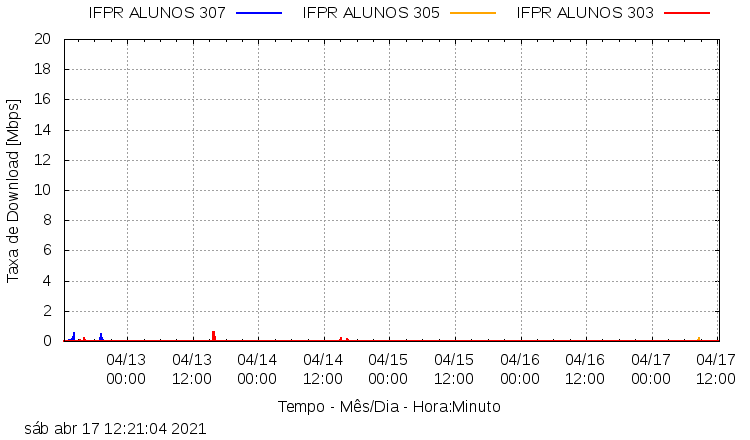 IFPR ALUNOS 307 IFPR ALUNOS 305 IFPR ALUNOS 303
Taxa de Download [Mbps]
20
18
16
14
12
10
8
6
4
2
0
04/13 04/13 04/14 04/14 04/15 04/15 04/16 04/16 04/17 04/17
00:00 12:00 00:00 12:00 00:00 12:00 00:00 12:00 00:00 12:00
Tempo - Mês/Dia - Hora:Minuto
sáb abr 17 12:21:04 2021